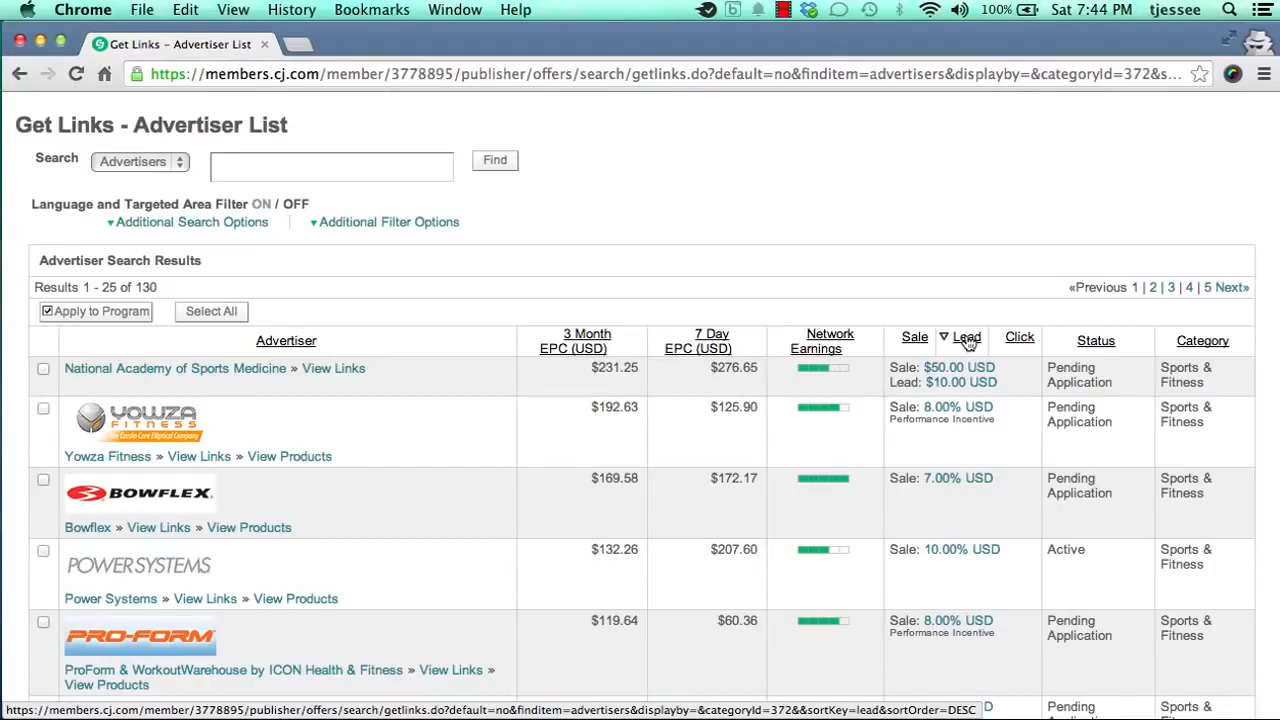 Chrome File Edit View History Bookmarks Window Help 100% Sat 7:44 PM tjessee
Get Links - Advertiser List
https://members.cj.com/member/3778895/publisher/offers/search/getlinks.do?default=no&finditem=advertisers&displayby=&categoryId=372&s...
Get Links - Advertiser List
Search Advertisers Find
Language and Targeted Area Filter ON / OFF
Additional Search Options | Additional Filter Options
Advertiser Search Results
Results 1 - 25 of 130 «Previous 1 | 2 | 3 | 4 | 5 Next»
Apply to Program Select All
Advertiser 3 Month EPC (USD) 7 Day EPC (USD) Network Earnings Sale Lead Click Status Category
National Academy of Sports Medicine » View Links $231.25 $276.65 Sale: $50.00 USD Pending Sports &
Lead: $10.00 USD Application Fitness
YOWZA FITNESS $192.63 $125.90 Sale: 8.00% USD Pending Sports &
The Cardio Core Elliptical Company Performance Incentive Application Fitness
Yowza Fitness » View Links » View Products
BOWFLEX. $169.58 $172.17 Sale: 7.00% USD Pending Sports &
Application Fitness
Bowflex » View Links » View Products
POWER SYSTEMS $132.26 $207.60 Sale: 10.00% USD Active Sports &
Fitness
Power Systems » View Links » View Products
PRO-FORM $119.64 $60.36 Sale: 8.00% USD Pending Sports &
Performance Incentive Application Fitness
ProForm & WorkoutWarehouse by ICON Health & Fitness » View Links »
View Products
https://members.cj.com/member/3778895/publisher/offers/search/getlinks.do?default=no&finditem=advertisers&displayby=&categoryId=372&&sortKey=lead&sortOrder=DESC